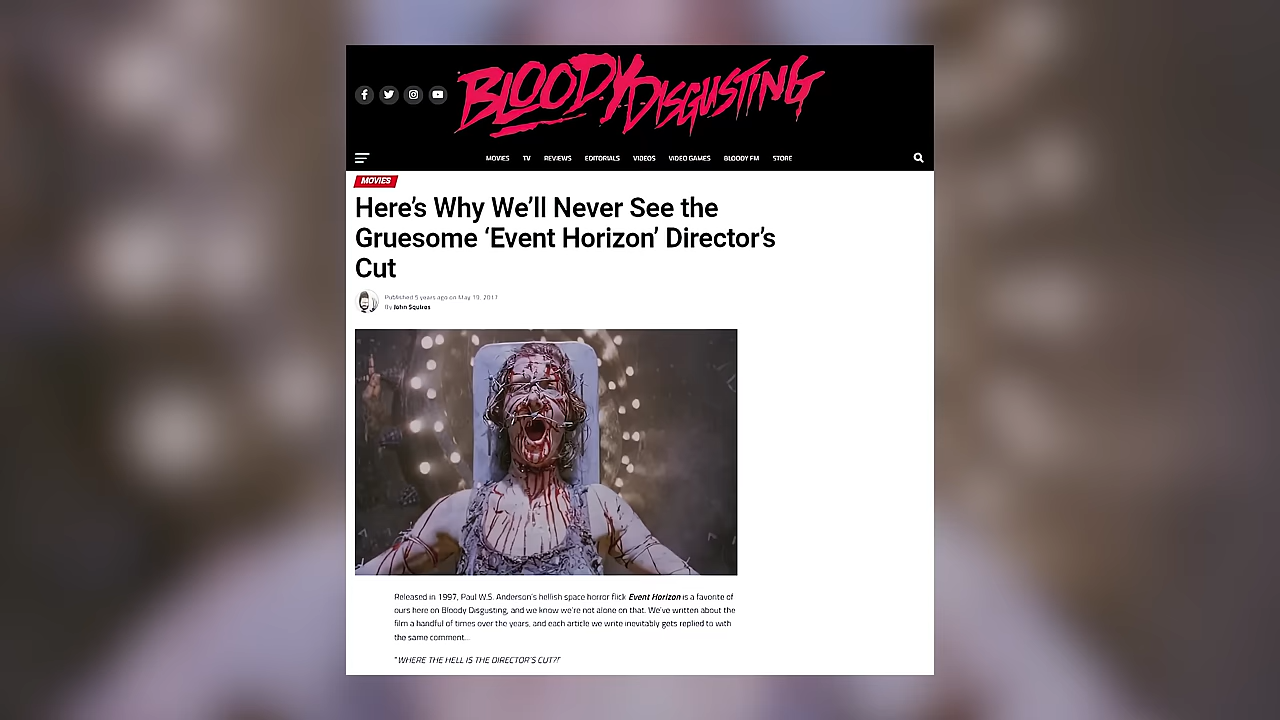 BLOODY DISGUSTING
MOVIES TV REVIEWS EDITORIALS VIDEOS VIDEO GAMES BLOODY FM STORE
MOVIES
Here's Why We'll Never See the
Gruesome ‘Event Horizon’ Director's
Cut
Published 5 years ago on May 19, 2017
By John Squires
Released in 1997, Paul W.S. Anderson's hellish space horror flick Event Horizon is a favorite of
ours here on Bloody Disgusting, and we know we're not alone on that. We've written about the
film a handful of times over the years, and each article we write inevitably gets replied to with
the same comment...
"WHERE THE HELL IS THE DIRECTOR'S CUT?!"